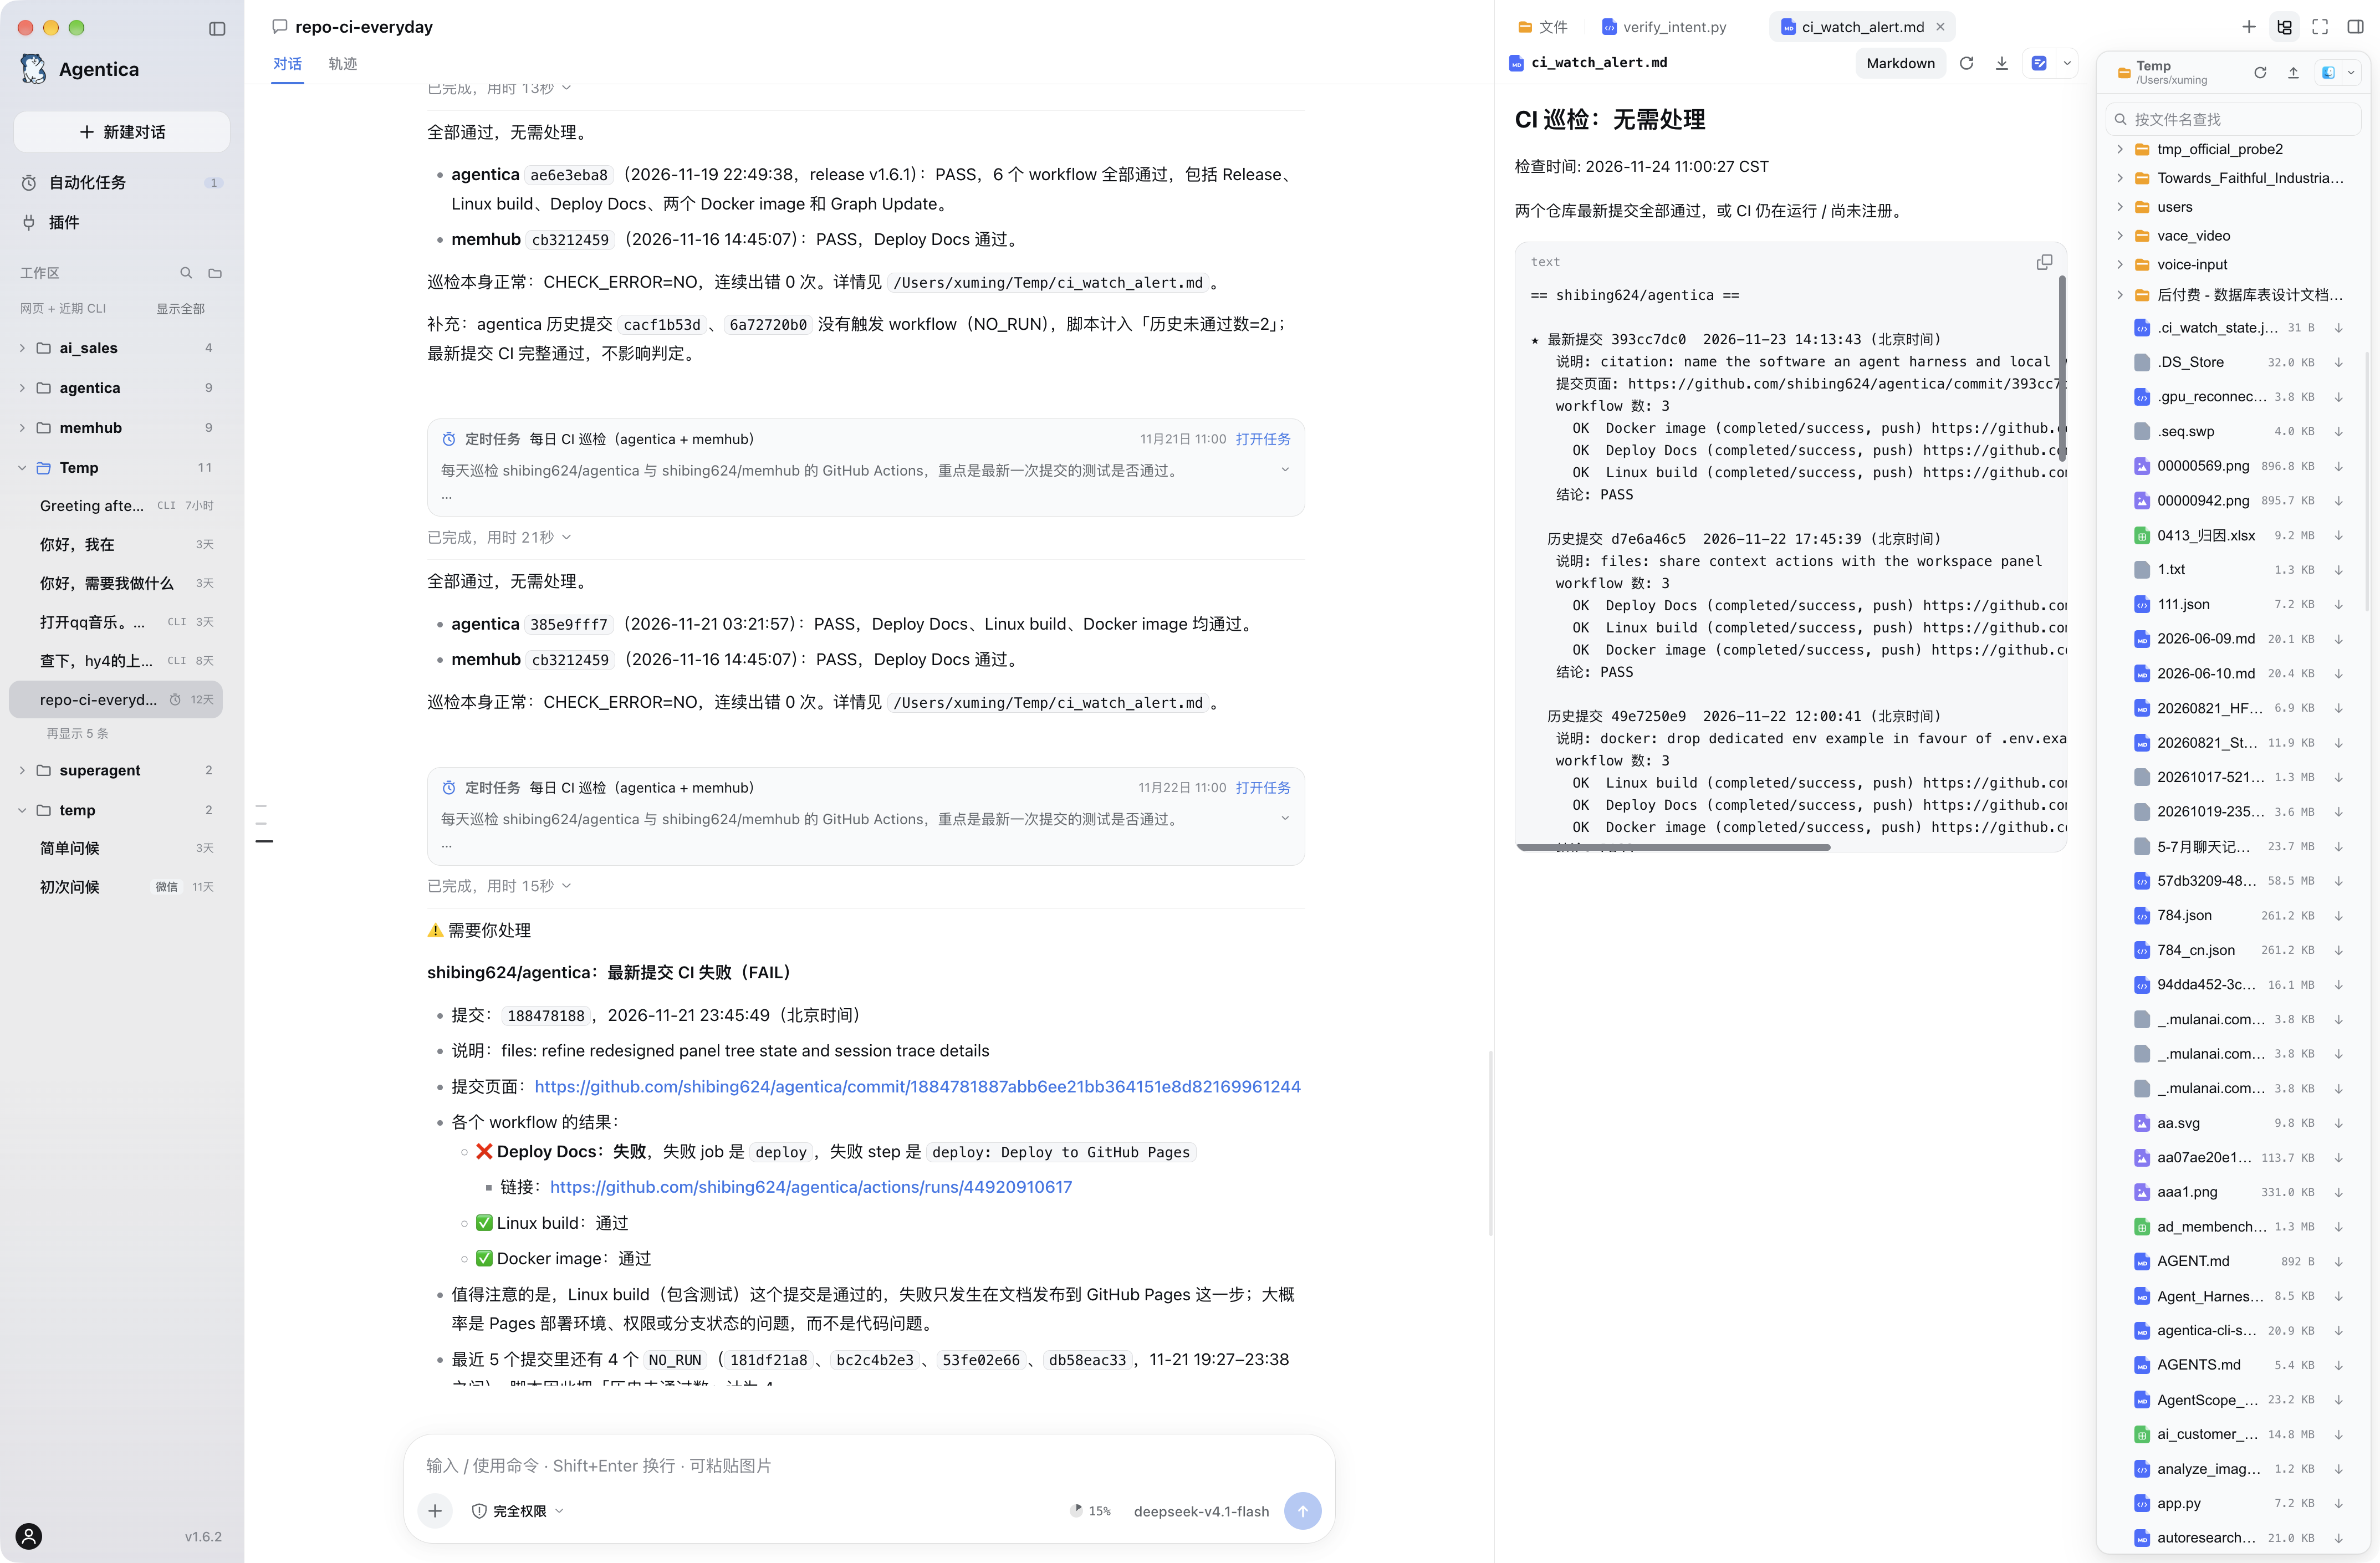 Agentica
新建对话
自动化任务 1
插件
工作区
网页 + 近期 CLI 显示全部
ai_sales 4
agentica 9
memhub 9
Temp 11
Greeting afte... CLI 7小时
你好，我在 3天
你好，需要我做什么 3天
打开qq音乐。... CLI 3天
查下，hy4的上... CLI 8天
repo-ci-everyd... 12天
再显示 5 条
superagent 2
temp 2
简单问候 3天
初次问候 微信 11天
v1.6.2
repo-ci-everyday
对话 轨迹
已完成，用时 13秒
全部通过，无需处理。
agentica ae6e3eba8（2026-11-19 22:49:38，release v1.6.1）：PASS，6 个 workflow 全部通过，包括 Release、
Linux build、Deploy Docs、两个 Docker image 和 Graph Update。
memhub cb3212459（2026-11-16 14:45:07）：PASS，Deploy Docs 通过。
巡检本身正常：CHECK_ERROR=NO，连续出错 0 次。详情见 /Users/xuming/Temp/ci_watch_alert.md 。
补充：agentica 历史提交 cacf1b53d、6a72720b0 没有触发 workflow（NO_RUN），脚本计入「历史未通过数=2」；
最新提交 CI 完整通过，不影响判定。
定时任务 每日 CI 巡检（agentica + memhub） 11月21日 11:00 打开任务
每天巡检 shibing624/agentica 与 shibing624/memhub 的 GitHub Actions，重点是最新一次提交的测试是否通过。
...
已完成，用时 21秒
全部通过，无需处理。
agentica 385e9fff7（2026-11-21 03:21:57）：PASS，Deploy Docs、Linux build、Docker image 均通过。
memhub cb3212459（2026-11-16 14:45:07）：PASS，Deploy Docs 通过。
巡检本身正常：CHECK_ERROR=NO，连续出错 0 次。详情见 /Users/xuming/Temp/ci_watch_alert.md 。
定时任务 每日 CI 巡检（agentica + memhub） 11月22日 11:00 打开任务
每天巡检 shibing624/agentica 与 shibing624/memhub 的 GitHub Actions，重点是最新一次提交的测试是否通过。
...
已完成，用时 15秒
⚠️ 需要你处理
shibing624/agentica：最新提交 CI 失败（FAIL）
提交：188478188，2026-11-21 23:45:49（北京时间）
说明：files: refine redesigned panel tree state and session trace details
提交页面：https://github.com/shibing624/agentica/commit/1884781887abb6ee21bb364151e8d82169961244
各个 workflow 的结果：
❌ Deploy Docs：失败，失败 job 是 deploy，失败 step 是 deploy: Deploy to GitHub Pages
链接：https://github.com/shibing624/agentica/actions/runs/44920910617
✅ Linux build：通过
✅ Docker image：通过
值得注意的是，Linux build（包含测试）这个提交是通过的，失败只发生在文档发布到 GitHub Pages 这一步；大概
率是 Pages 部署环境、权限或分支状态的问题，而不是代码问题。
最近 5 个提交里还有 4 个 NO_RUN（181df21a8、bc2c4b2e3、53fe02e66、db58eac33，11-21 19:27–23:38
输入 / 使用命令 · Shift+Enter 换行 · 可粘贴图片
完全权限 15% deepseek-v4.1-flash
文件 verify_intent.py ci_watch_alert.md
ci_watch_alert.md Markdown
CI 巡检：无需处理
检查时间: 2026-11-24 11:00:27 CST
两个仓库最新提交全部通过，或 CI 仍在运行 / 尚未注册。
text
== shibing624/agentica ==
★ 最新提交 393cc7dc0 2026-11-23 14:13:43 (北京时间)
说明: citation: name the software an agent harness and local
提交页面: https://github.com/shibing624/agentica/commit/393cc7
workflow 数: 3
OK Docker image (completed/success, push) https://github.
OK Deploy Docs (completed/success, push) https://github.co
OK Linux build (completed/success, push) https://github.co
结论: PASS
历史提交 d7e6a46c5 2026-11-22 17:45:39 (北京时间)
说明: files: share context actions with the workspace panel
workflow 数: 3
OK Deploy Docs (completed/success, push) https://github.co
OK Linux build (completed/success, push) https://github.co
OK Docker image (completed/success, push) https://github.c
结论: PASS
历史提交 49e7250e9 2026-11-22 12:00:41 (北京时间)
说明: docker: drop dedicated env example in favour of .env.exa
workflow 数: 3
OK Linux build (completed/success, push) https://github.co
OK Deploy Docs (completed/success, push) https://github.co
OK Docker image (completed/success, push) https://github.c
Temp
/Users/xuming
按文件名查找
tmp_official_probe2
Towards_Faithful_Industria...
users
vace_video
voice-input
后付费 - 数据库表设计文档...
.ci_watch_state.j... 31 B
.DS_Store 32.0 KB
.gpu_reconnec... 3.8 KB
.seq.swp 4.0 KB
00000569.png 896.8 KB
00000942.png 895.7 KB
0413_归因.xlsx 9.2 MB
1.txt 1.3 KB
111.json 7.2 KB
2026-06-09.md 20.1 KB
2026-06-10.md 20.4 KB
20260821_HF... 6.9 KB
20260821_St... 11.9 KB
20261017-521... 1.3 MB
20261019-235... 3.6 MB
5-7月聊天记... 23.7 MB
57db3209-48... 58.5 MB
784.json 261.2 KB
784_cn.json 261.2 KB
94dda452-3c... 16.1 MB
_.mulanai.com... 3.8 KB
_.mulanai.com... 3.8 KB
_.mulanai.com... 3.8 KB
aa.svg 9.8 KB
aa07ae20e1... 113.7 KB
aaa1.png 331.0 KB
ad_membench... 1.3 MB
AGENT.md 892 B
Agent_Harnes... 8.5 KB
agentica-cli-s... 20.9 KB
AGENTS.md 5.4 KB
AgentScope_... 23.2 KB
ai_customer_... 14.8 MB
analyze_imag... 1.2 KB
app.py 7.2 KB
autoresearch... 21.0 KB